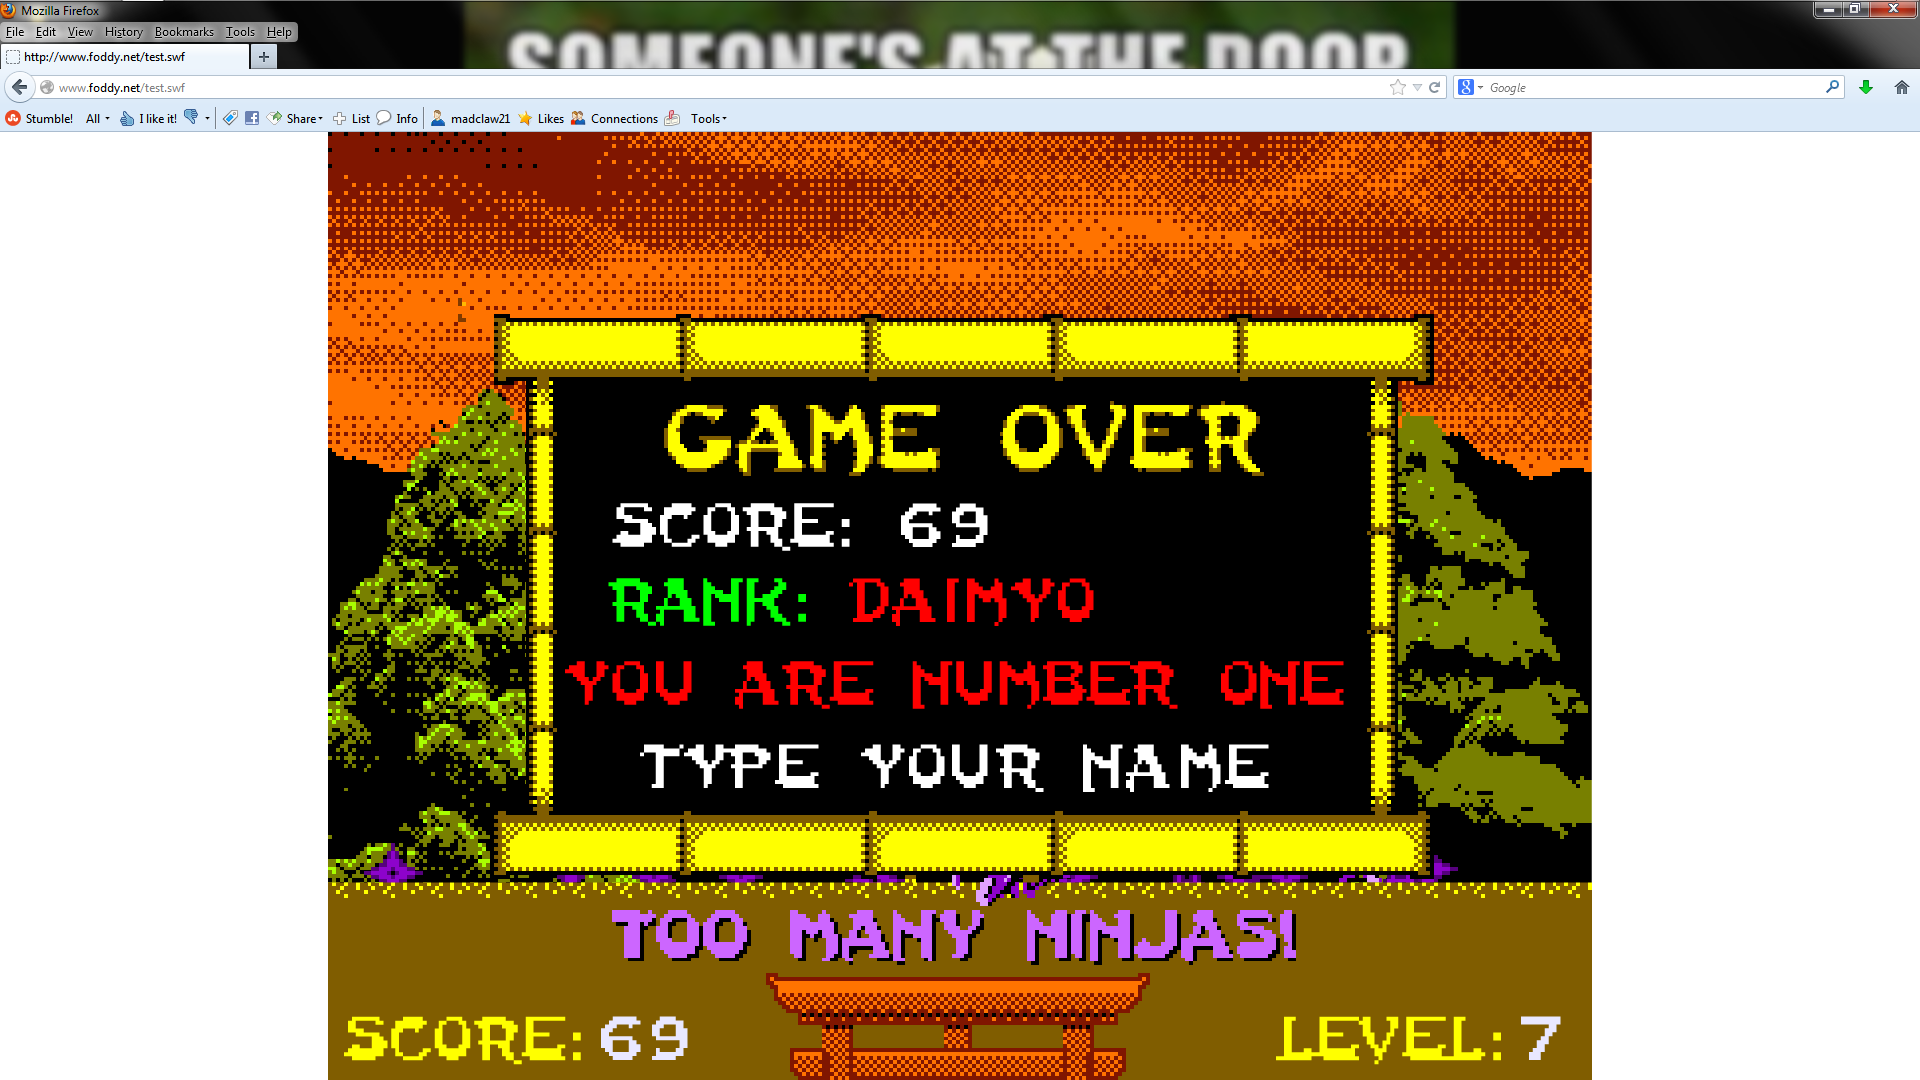 Mozilla Firefox
SOMEONE'S AT THE DOOR
File Edit View History Bookmarks Tools Help
http://www.foddy.net/test.swf
www.foddy.net/test.swf
Google
Stumble! All I like it! Share List Info madclaw21 Likes Connections Tools
GAME OVER
SCORE: 69
RANK: DAIMYO
YOU ARE NUMBER ONE
TYPE YOUR NAME
TOO MANY NINJAS!
SCORE: 69
LEVEL: 7